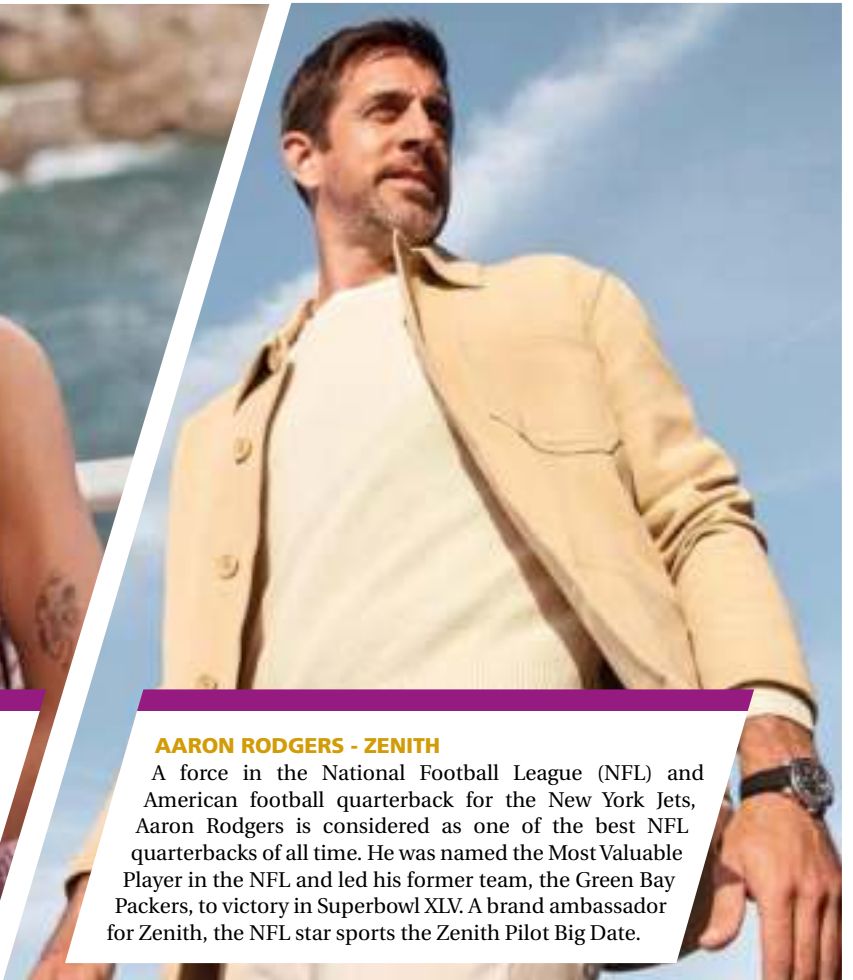 AARON RODGERS - ZENITH
A force in the National Football League (NFL) and
American football quarterback for the New York Jets,
Aaron Rodgers is considered as one of the best NFL
quarterbacks of all time. He was named the Most Valuable
Player in the NFL and led his former team, the Green Bay
Packers, to victory in Superbowl XLV. A brand ambassador
for Zenith, the NFL star sports the Zenith Pilot Big Date.